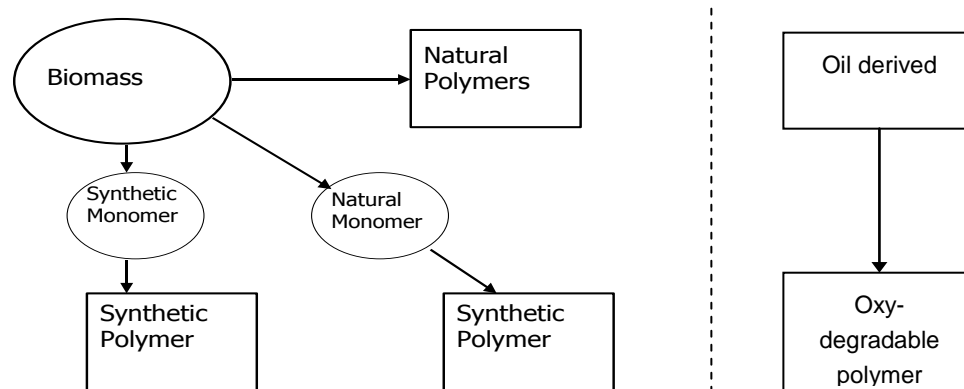 Biomass
Natural
Polymers
Oil derived
Synthetic
Monomer
Natural
Monomer
Synthetic
Polymer
Synthetic
Polymer
Oxy-
degradable
polymer